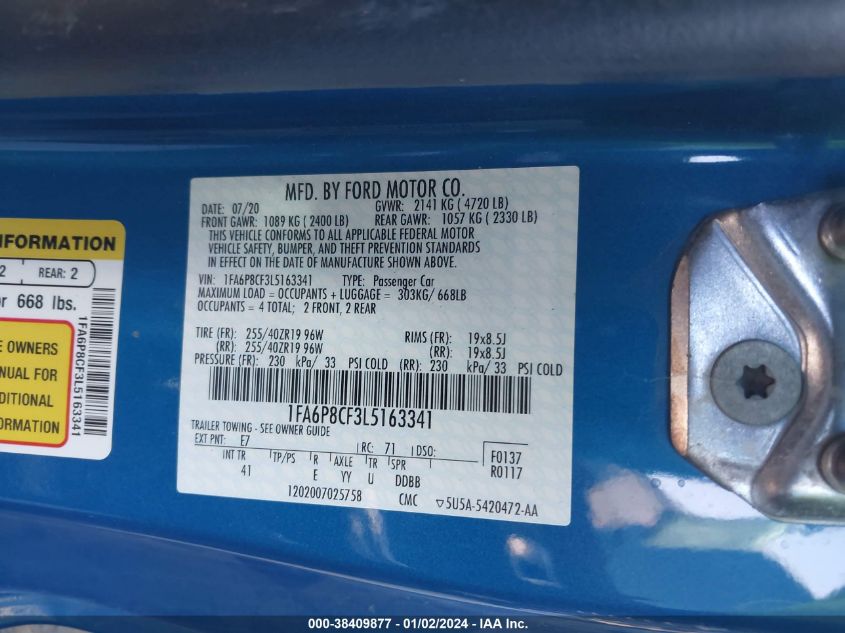 MFD. BY FORD MOTOR CO.
DATE: 07/20 GVWR: 2141 KG ( 4720 LB)
FRONT GAWR: 1089 KG ( 2400 LB) REAR GAWR: 1057 KG ( 2330 LB)
THIS VEHICLE CONFORMS TO ALL APPLICABLE FEDERAL MOTOR
VEHICLE SAFETY, BUMPER, AND THEFT PREVENTION STANDARDS
IN EFFECT ON THE DATE OF MANUFACTURE SHOWN ABOVE.
VIN: 1FA6P8CF3L5163341 TYPE: Passenger Car
MAXIMUM LOAD = OCCUPANTS + LUGGAGE = 303KG/ 668LB
OCCUPANTS = 4 TOTAL; 2 FRONT, 2 REAR
TIRE (FR): 255/40ZR19 96W RIMS (FR): 19x8.5J
(RR): 255/40ZR19 96W (RR): 19x8.5J
PRESSURE (FR): 230 kPa/ 33 PSI COLD (RR): 230 kPa/ 33 PSI COLD
1FA6P8CF3L5163341
TRAILER TOWING - SEE OWNER GUIDE
EXT PNT: E7 RC: 71 DSO: F0137
INT TR TP/PS R AXLE TR SPR R0117
41 E YY U DDBB
1202007025758 CMC ▽5U5A-5420472-AA
INFORMATION
2 REAR: 2
or 668 lbs.
E OWNERS
ANUAL FOR
DITIONAL
ORMATION
1FA6P8CF3L5163341
000-38409877 - 01/02/2024 - IAA Inc.